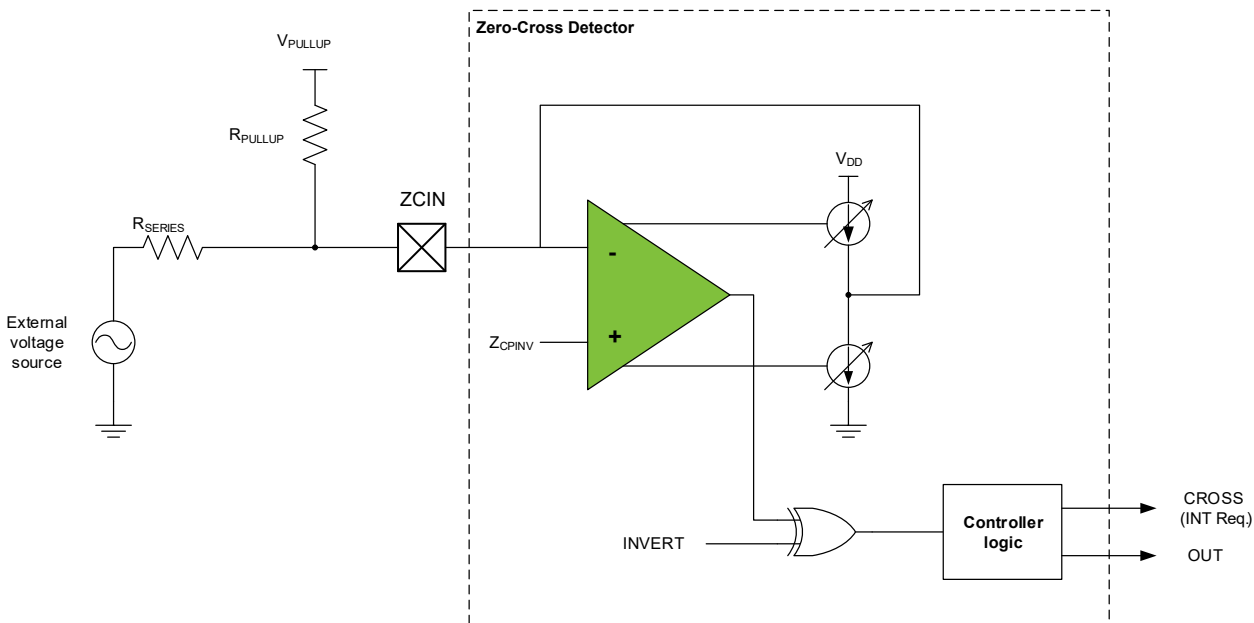 Zero-Cross Detector
VPULLUP
RPULLUP
ZCIN
VDD
RSERIES
-
External
voltage
source
ZCPINV
+
CROSS
(INT Req.)
Controller
logic
INVERT
OUT